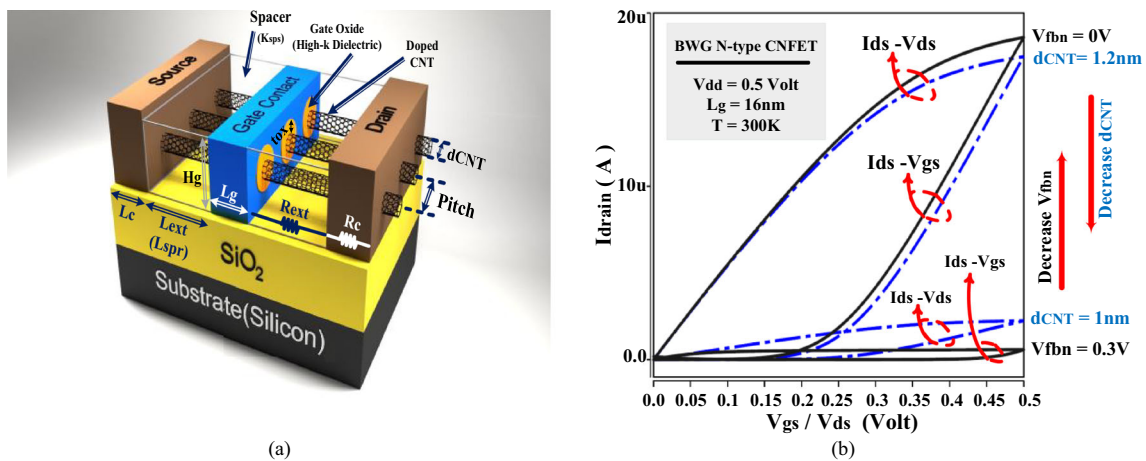 Spacer
(Ksps)
Gate Oxide
(High-k Dielectric)
Doped
CNT
Source
Gate Contact
tox
Drain
dCNT
Hg
Lg
Pitch
Rext
Rc
Lc
Lext
(Lspr)
SiO2
Substrate(Silicon)
(a)
20u
10u
0.0
Idrain ( A )
BWG N-type CNFET
Vdd = 0.5 Volt
Lg = 16nm
T = 300K
Ids -Vds
Ids -Vgs
Ids -Vgs
Ids -Vds
Vfbn = 0V
dCNT= 1.2nm
Decrease Vfbn
Decrease dCNT
dCNT = 1nm
Vfbn = 0.3V
0.0 0.05 0.1 0.15 0.2 0.25 0.3 0.35 0.4 0.45 0.5
Vgs / Vds (Volt)
(b)